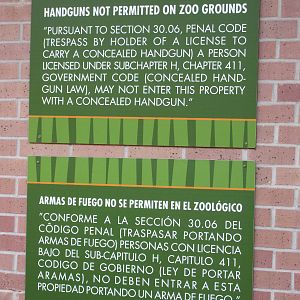 HANDGUNS NOT PERMITTED ON ZOO GROUNDS
"PURSUANT TO SECTION 30.06, PENAL CODE
(TRESPASS BY HOLDER OF A LICENSE TO
CARRY A CONCEALED HANDGUN) A PERSON
LICENSED UNDER SUBCHAPTER H, CHAPTER 411,
GOVERNMENT CODE (CONCEALED HAND-
GUN LAW), MAY NOT ENTER THIS PROPERTY
WITH A CONCEALED HANDGUN."
ARMAS DE FUEGO NO SE PERMITEN EN EL ZOOLÓGICO
"CONFORME A LA SECCIÓN 30.06 DEL
CÓDIGO PENAL (TRASPASAR PORTANDO
ARMAS DE FUEGO) PERSONAS CON LICENCIA
BAJO DEL SUB-CAPITULO H, CAPITULO 411,
CODIGO DE GOBIERNO (LEY DE PORTAR
ARAMAS), NO DEBEN ENTRAR A ESTA
PROPIEDAD PORTANDO UN ARMA DE FUEGO."